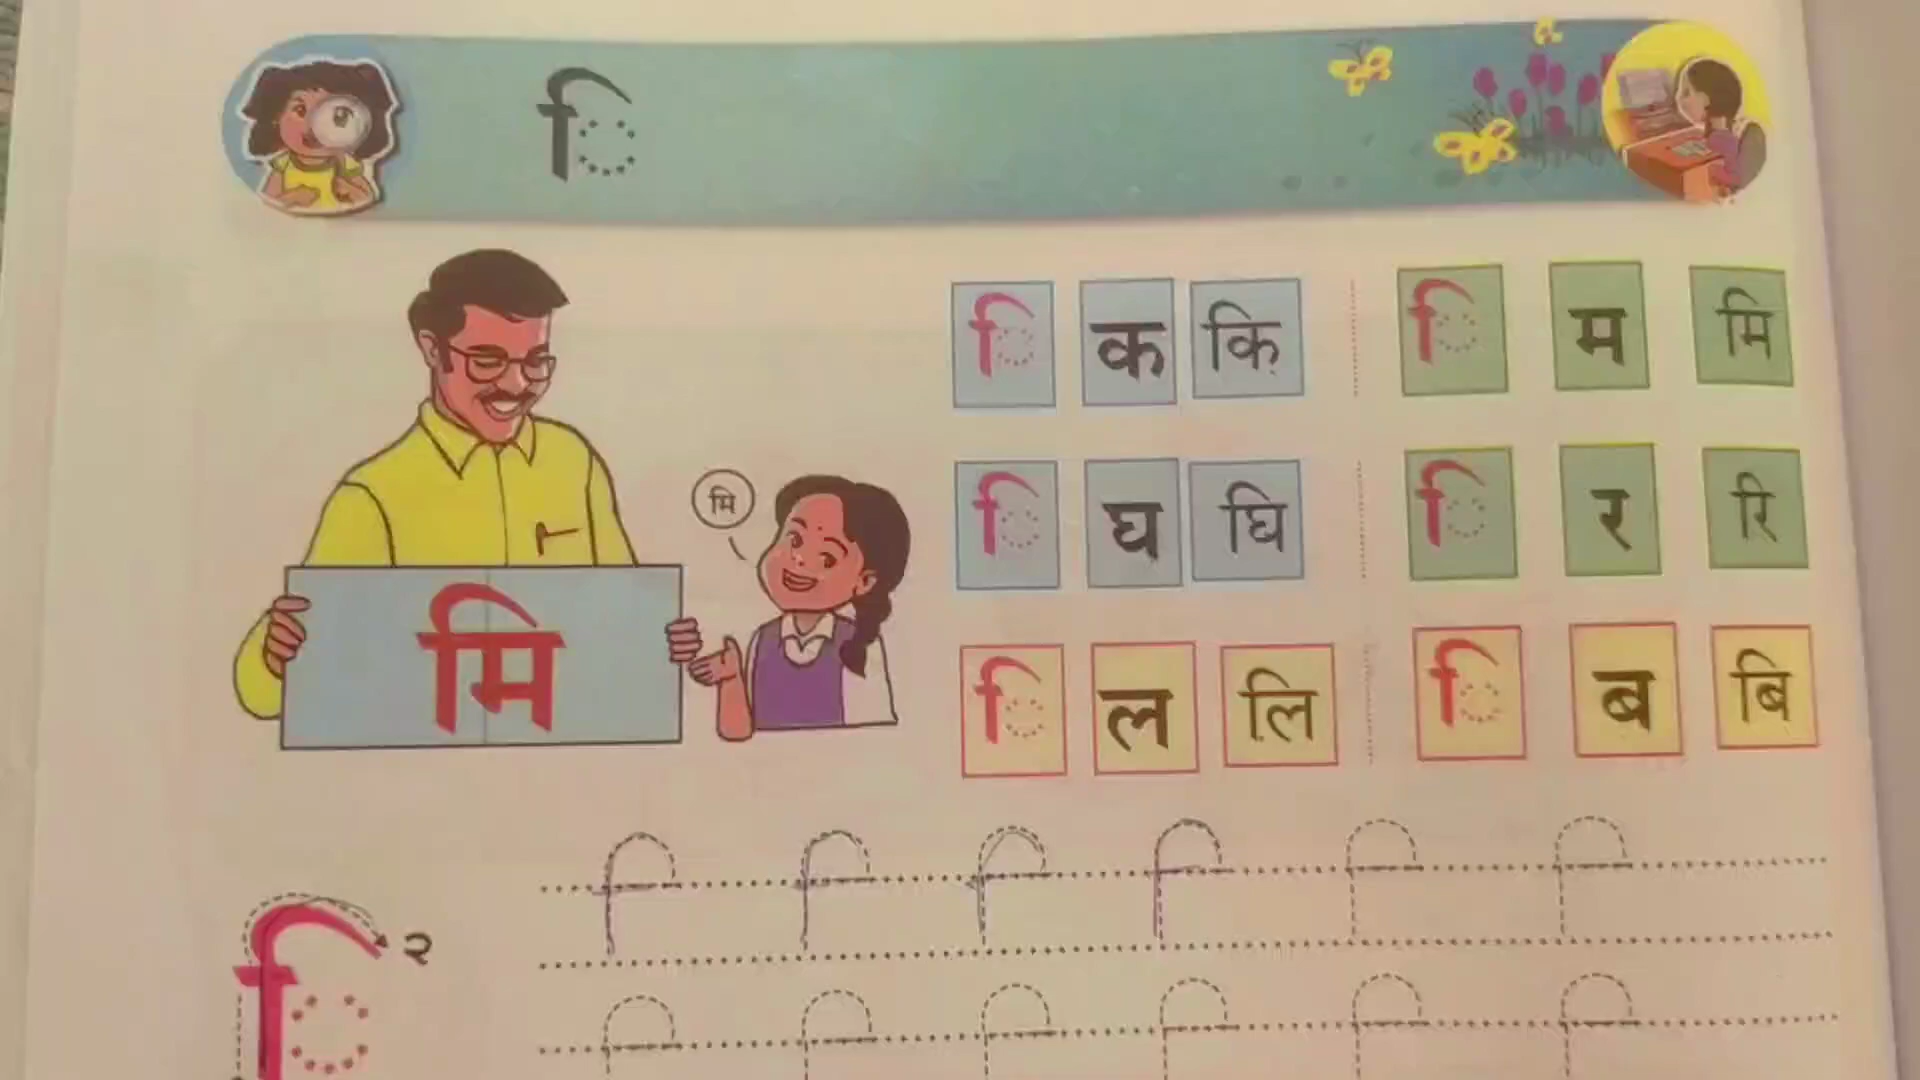 ि
ि क कि ि म मि
मि
ि घ घि ि र रि
मि
ि ल लि ि ब बि
ि २